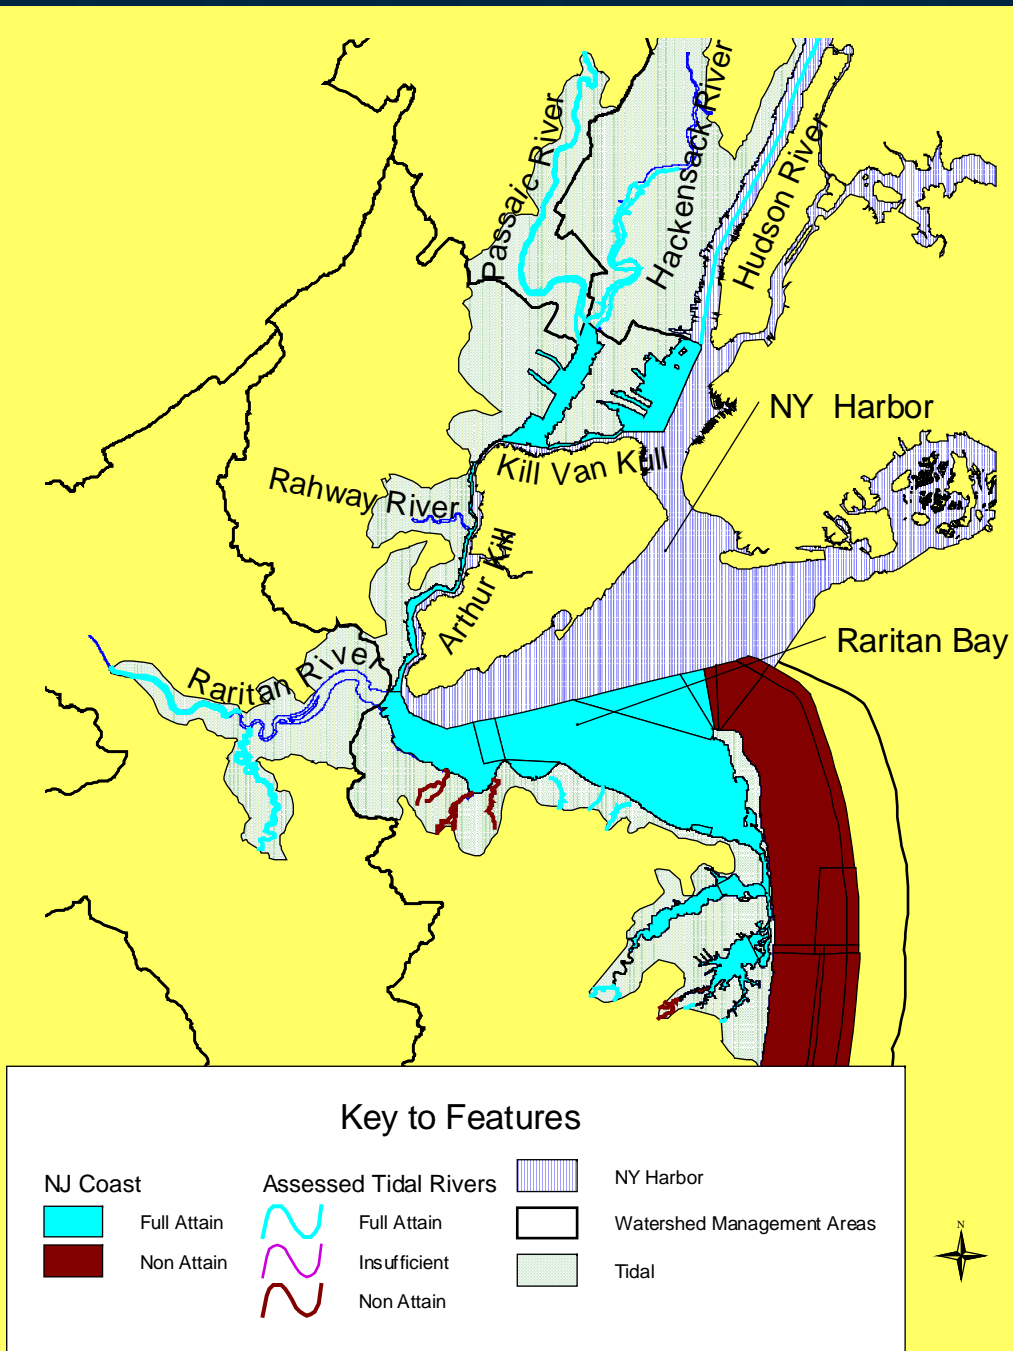 Passaic River
Hackensack River
Hudson River
NY Harbor
Kill Van Kull
Rahway River
Arthur Kill
Raritan Bay
Raritan River
Key to Features
NJ Coast
Full Attain
Non Attain
Assessed Tidal Rivers
Full Attain
Insufficient
Non Attain
NY Harbor
Watershed Management Areas
Tidal
N